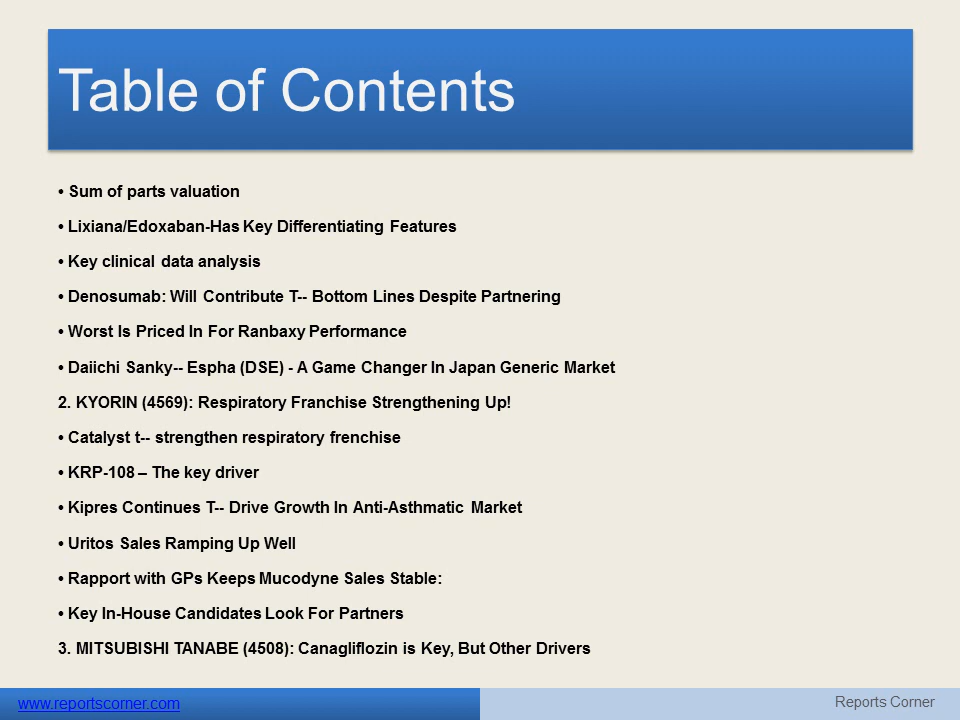 Table of Contents
• Sum of parts valuation
• Lixiana/Edoxaban-Has Key Differentiating Features
• Key clinical data analysis
• Denosumab: Will Contribute T-- Bottom Lines Despite Partnering
• Worst Is Priced In For Ranbaxy Performance
• Daiichi Sanky-- Espha (DSE) - A Game Changer In Japan Generic Market
2. KYORIN (4569): Respiratory Franchise Strengthening Up!
• Catalyst t-- strengthen respiratory frenchise
• KRP-108 – The key driver
• Kipres Continues T-- Drive Growth In Anti-Asthmatic Market
• Uritos Sales Ramping Up Well
• Rapport with GPs Keeps Mucodyne Sales Stable:
• Key In-House Candidates Look For Partners
3. MITSUBISHI TANABE (4508): Canagliflozin is Key, But Other Drivers
www.reportscorner.com
Reports Corner